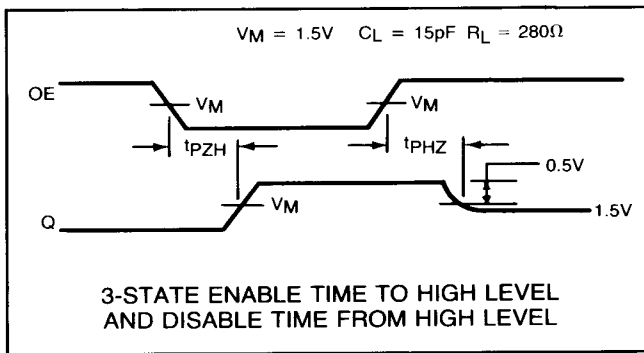 VM = 1.5V CL = 15pF RL = 280Ω
OE
VM
VM
tPZH
tPHZ
0.5V
VM
Q
1.5V
3-STATE ENABLE TIME TO HIGH LEVEL
AND DISABLE TIME FROM HIGH LEVEL